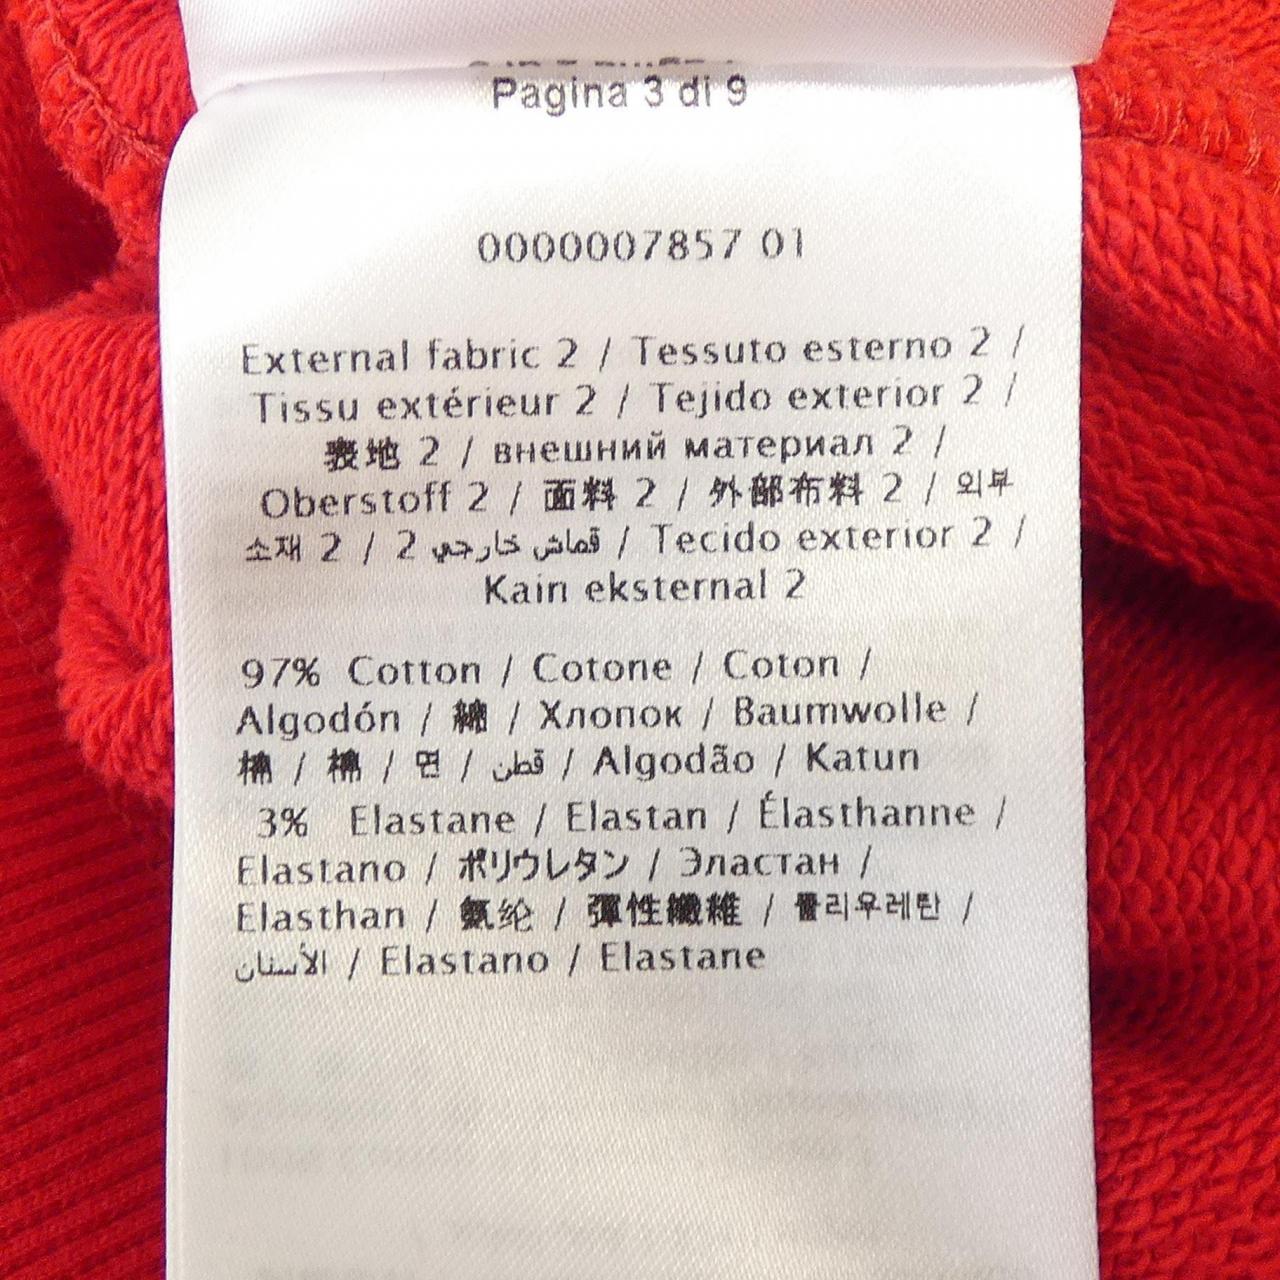 Pagina 3 di 9
0000007857 01
External fabric 2 / Tessuto esterno 2 /
Tissu extérieur 2 / Tejido exterior 2 /
表地 2 / внешний материал 2 /
Oberstoff 2 / 面料 2 / 外部布料 2 / 외부
소재 2 / قماش خارجي 2 / Tecido exterior 2 /
Kain eksternal 2
97% Cotton / Cotone / Coton /
Algodón / 綿 / Хлопок / Baumwolle /
棉 / 棉 / 면 / قطن / Algodão / Katun
3% Elastane / Elastan / Élasthanne /
Elastano / ポリウレタン / Эластан /
Elasthan / 氨纶 / 彈性纖維 / 폴리우레탄 /
الأستان / Elastano / Elastane